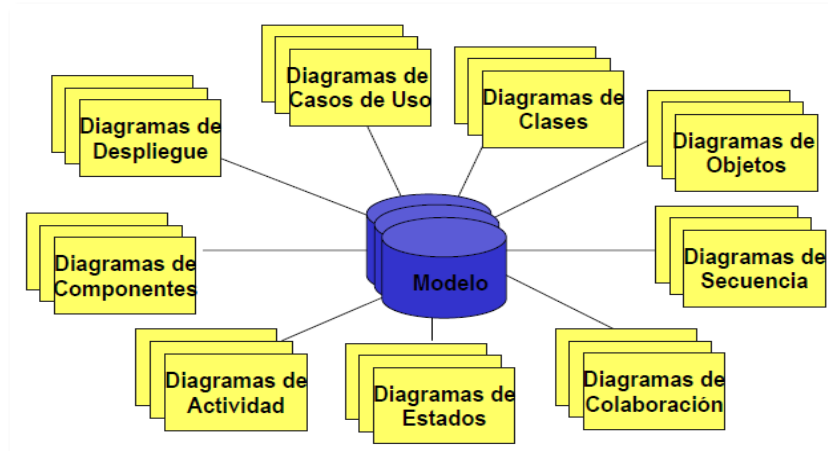 Diagramas de
Casos de Uso
Diagramas de
Clases
Diagramas de
Despliegue
Diagramas de
Objetos
Diagramas de
Componentes
Modelo
Diagramas de
Secuencia
Diagramas de
Actividad
Diagramas de
Estados
Diagramas de
Colaboración